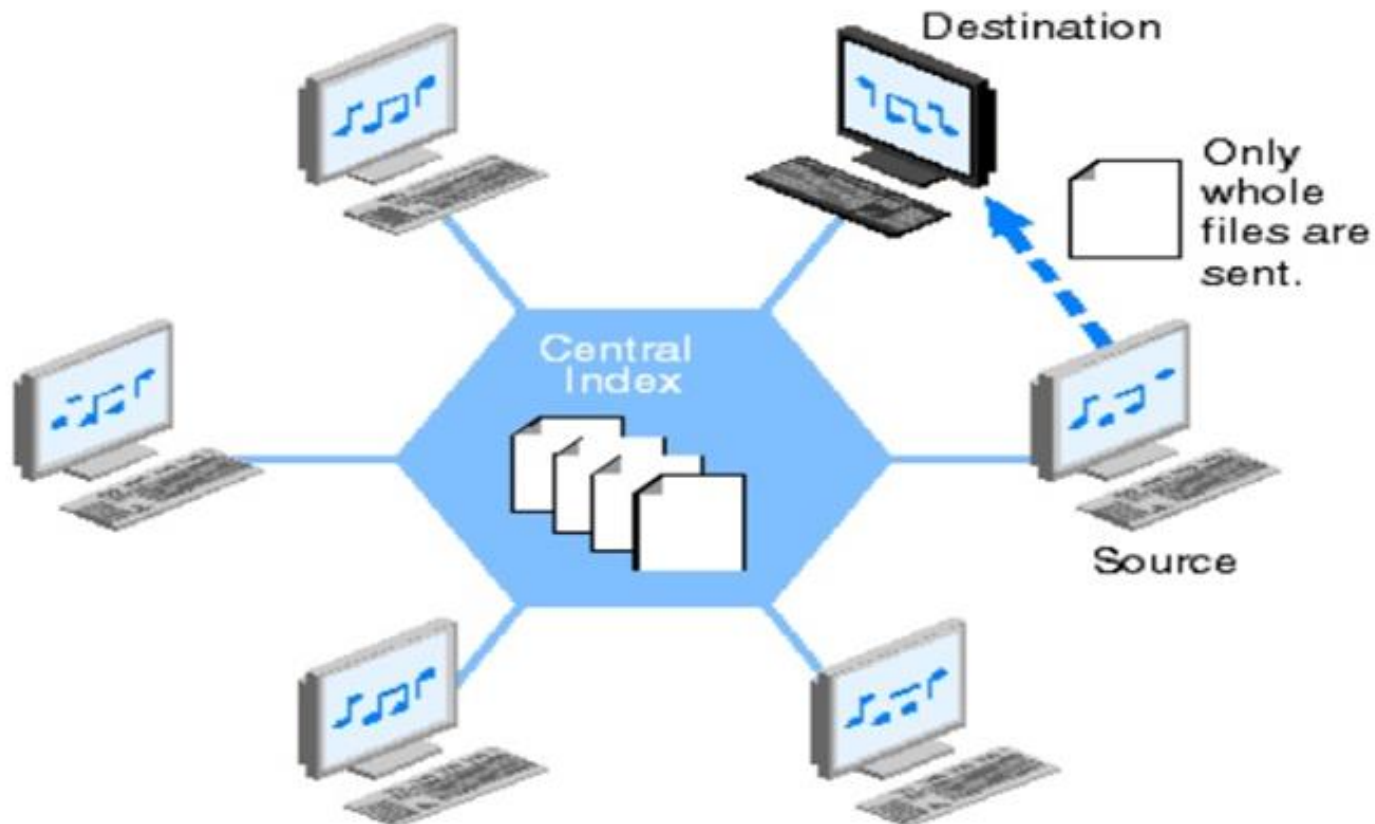 Destination
Only
whole
files are
sent.
Central
Index
Source